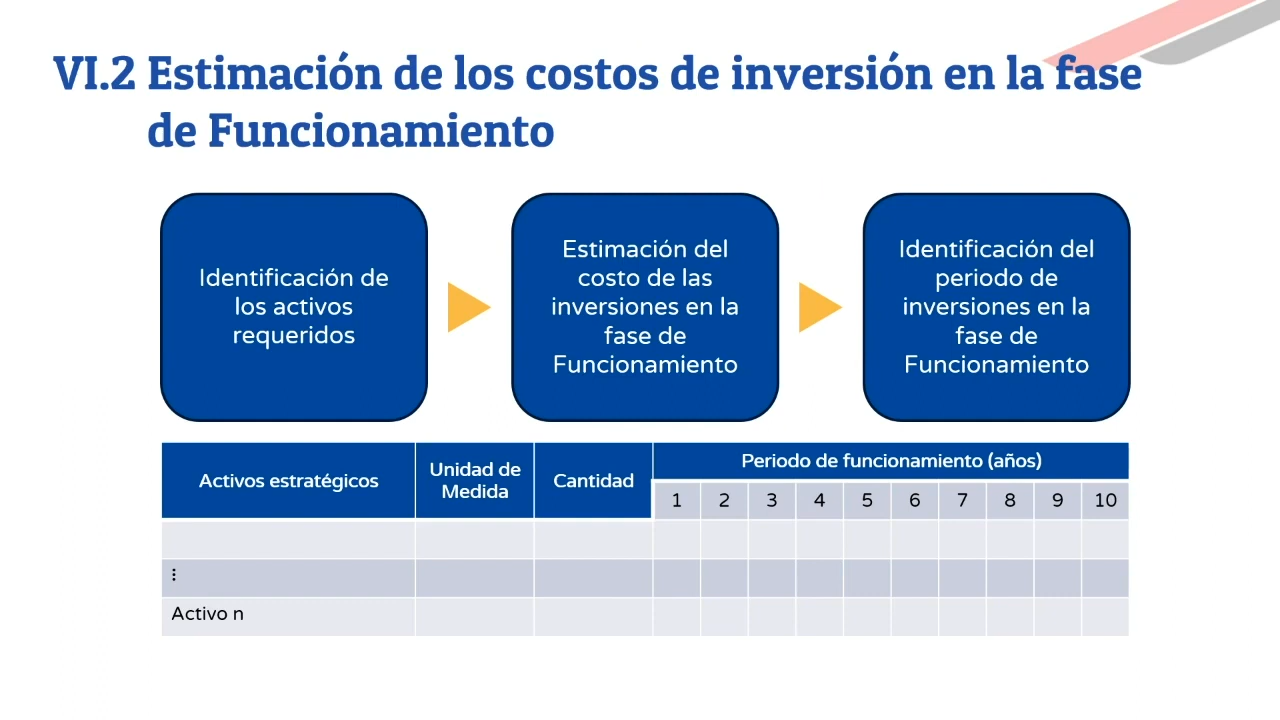 VI.2 Estimación de los costos de inversión en la fase
de Funcionamiento
Identificación de
los activos
requeridos
Estimación del
costo de las
inversiones en la
fase de
Funcionamiento
Identificación del
periodo de
inversiones en la
fase de
Funcionamiento
Activos estratégicos
Unidad de
Medida
Cantidad
Periodo de funcionamiento (años)
1 2 3 4 5 6 7 8 9 10
⋮
Activo n